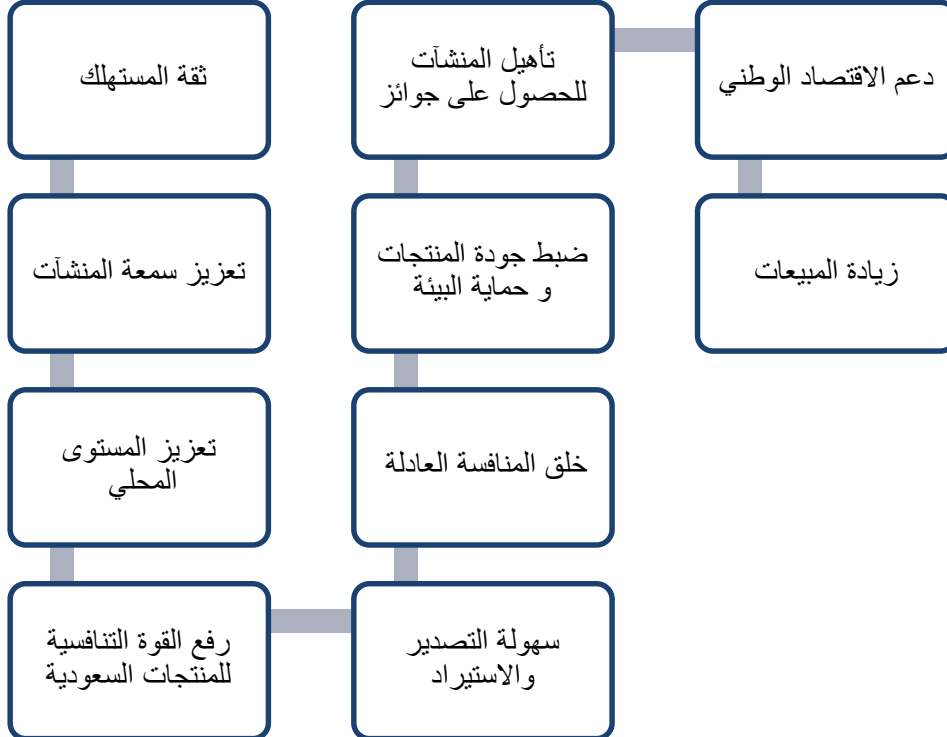 ثقة المستهلك
تعزيز سمعة المنشآت
تعزيز المستوى
المحلي
رفع القوة التنافسية
للمنتجات السعودية
سهولة التصدير
والاستيراد
خلق المنافسة العادلة
ضبط جودة المنتجات
و حماية البيئة
تأهيل المنشآت
للحصول على جوائز
دعم الاقتصاد الوطني
زيادة المبيعات